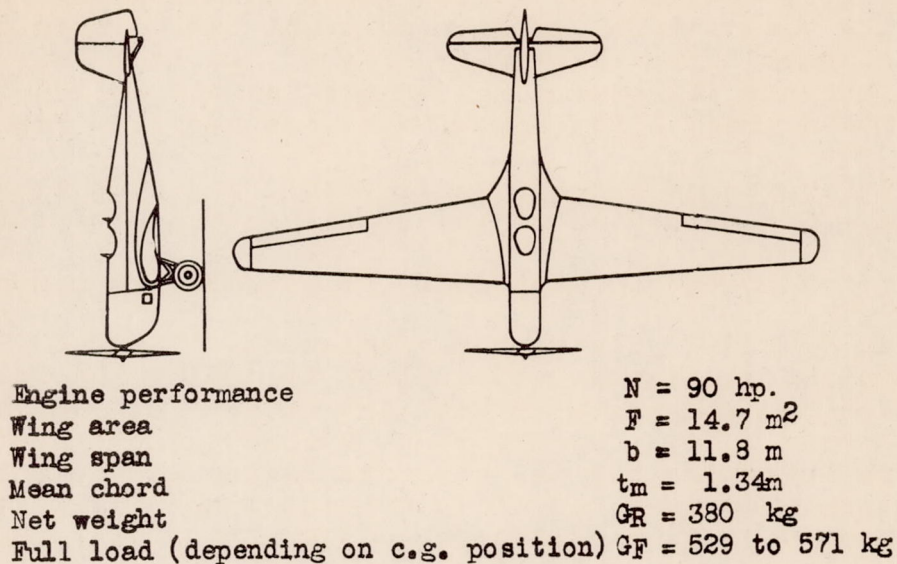 Engine performance N = 90 hp.
Wing area F = 14.7 m²
Wing span b = 11.8 m
Mean chord tm = 1.34m
Net weight GR = 380 kg
Full load (depending on c.g. position) GF = 529 to 571 kg